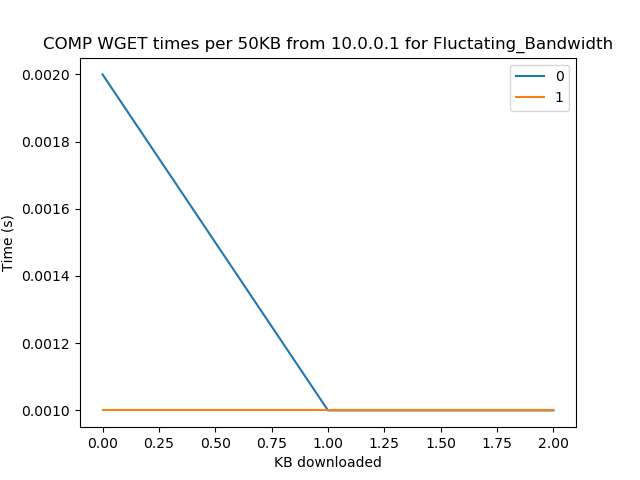 COMP WGET times per 50KB from 10.0.0.1 for Fluctating_Bandwidth
0
1
Time (s)
0.0020
0.0018
0.0016
0.0014
0.0012
0.0010
0.00 0.25 0.50 0.75 1.00 1.25 1.50 1.75 2.00
KB downloaded